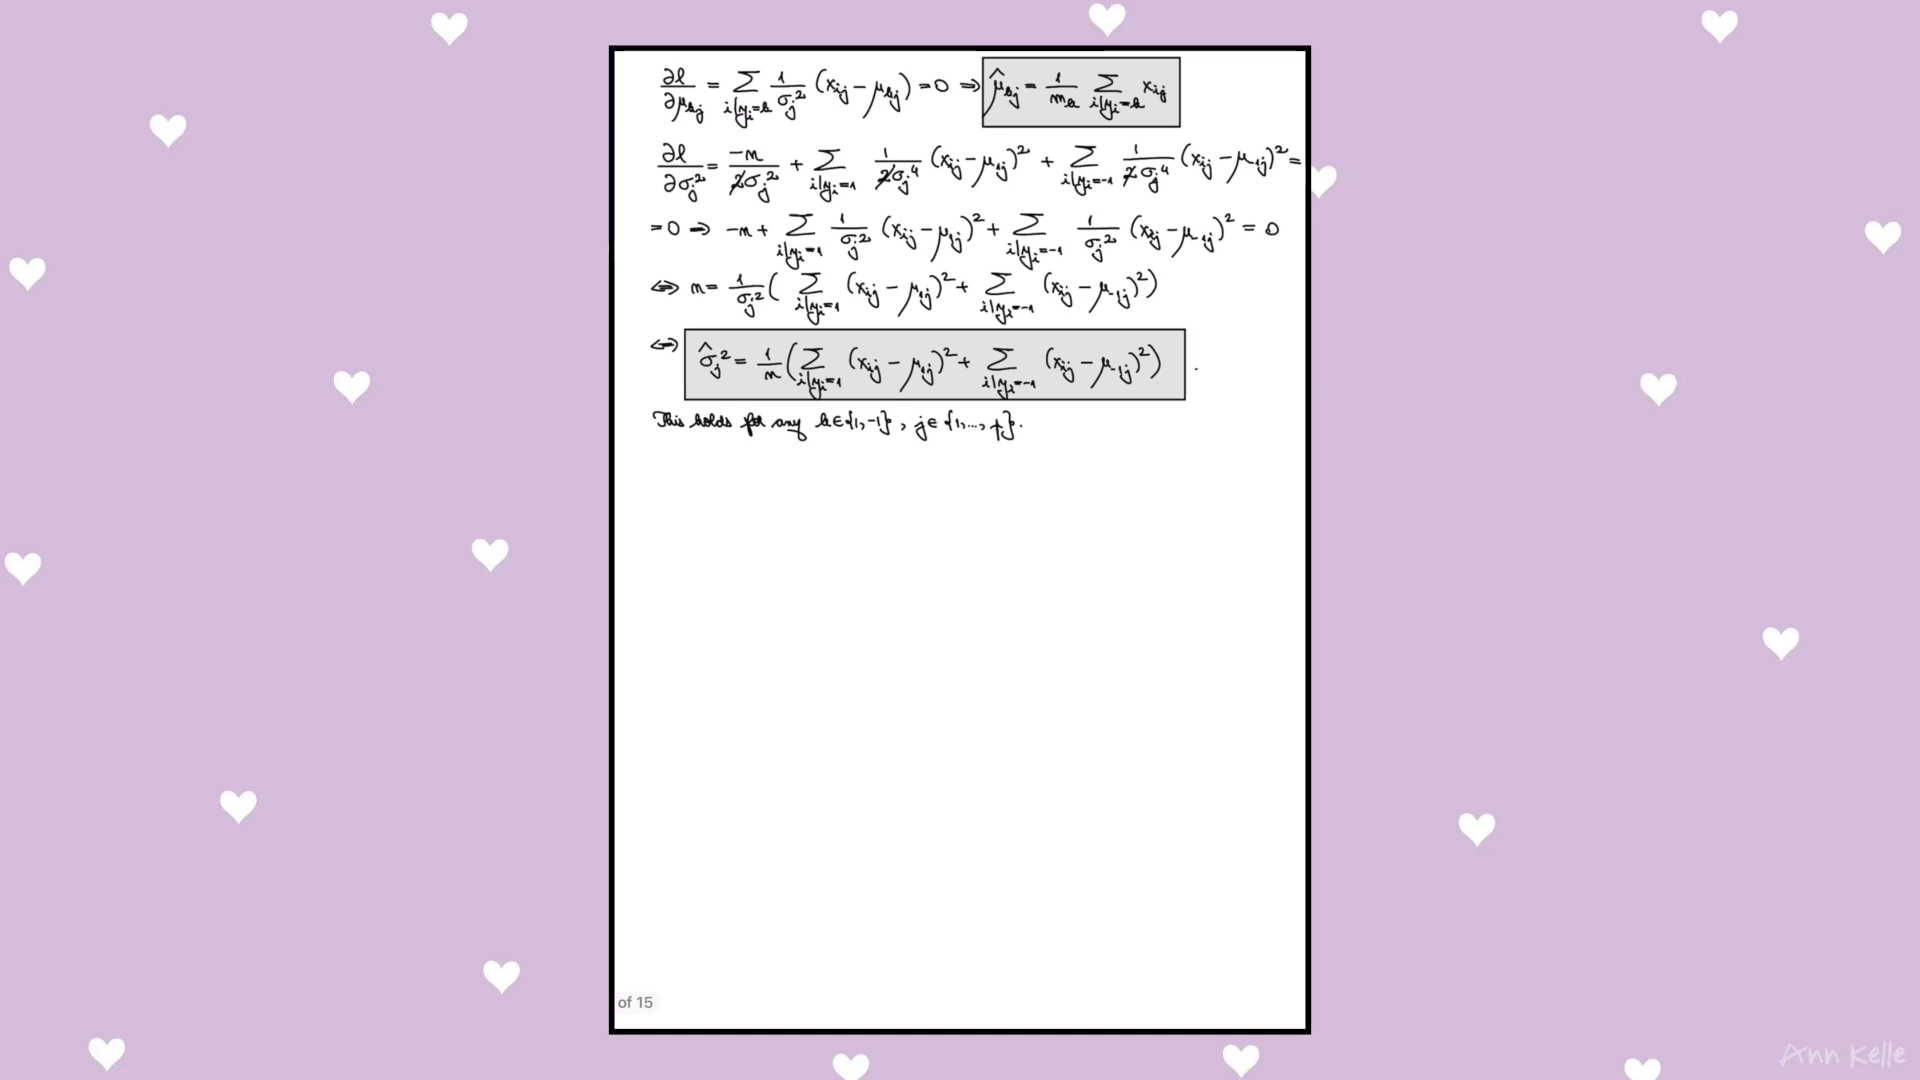 ∂l/∂μ_kj = Σ_{i|y_i=k} 1/σ_j² (x_ij − μ_kj) = 0 ⇒ μ̂_kj = 1/n_k Σ_{i|y_i=k} x_ij
∂l/∂σ_j² = −n/2σ_j² + Σ_{i|y_i=1} 1/2σ_j⁴ (x_ij − μ_1j)² + Σ_{i|y_i=−1} 1/2σ_j⁴ (x_ij − μ_−1j)² =
= 0 ⇒ −n + Σ_{i|y_i=1} 1/σ_j² (x_ij − μ_1j)² + Σ_{i|y_i=−1} 1/σ_j² (x_ij − μ_−1j)² = 0
⇔ n = 1/σ_j² ( Σ_{i|y_i=1} (x_ij − μ_1j)² + Σ_{i|y_i=−1} (x_ij − μ_−1j)² )
⇔ σ̂_j² = 1/n ( Σ_{i|y_i=1} (x_ij − μ_1j)² + Σ_{i|y_i=−1} (x_ij − μ_−1j)² ) .
This holds for any k∈{1,−1}, j∈{1,..., p}.
of 15
Ann Kelle